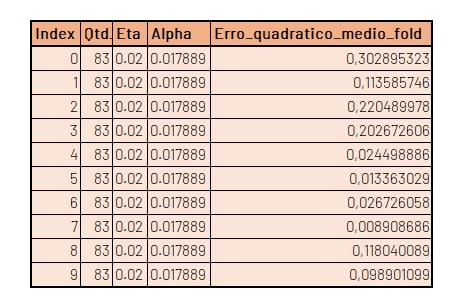 Index Qtd. Eta Alpha Erro_quadratico_medio_fold
0 83 0.02 0.017889 0,302895323
1 83 0.02 0.017889 0,113585746
2 83 0.02 0.017889 0,220489978
3 83 0.02 0.017889 0,202672606
4 83 0.02 0.017889 0,024498886
5 83 0.02 0.017889 0,013363029
6 83 0.02 0.017889 0,026726058
7 83 0.02 0.017889 0,008908686
8 83 0.02 0.017889 0,118040089
9 83 0.02 0.017889 0,098901099